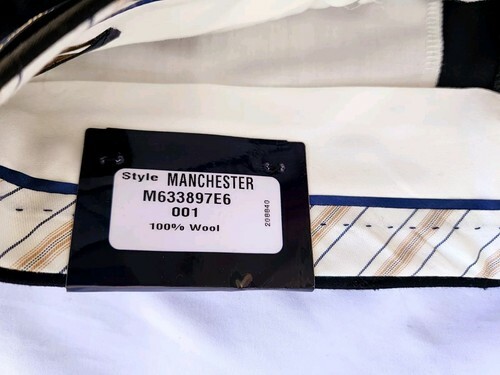 Style MANCHESTER
M633897E6
001
100% Wool
208840